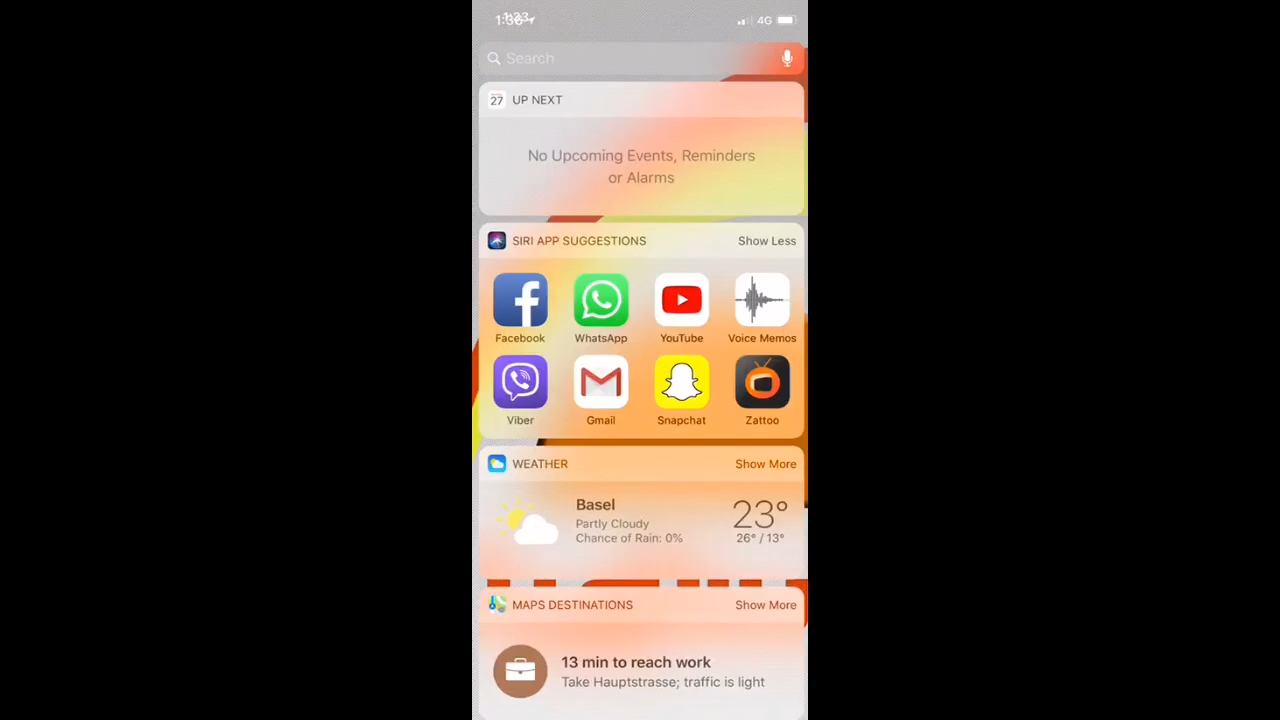 4G
Search
27 UP NEXT
No Upcoming Events, Reminders
or Alarms
SIRI APP SUGGESTIONS Show Less
Facebook WhatsApp YouTube Voice Memos
Viber Gmail Snapchat Zattoo
WEATHER Show More
Basel 23°
Partly Cloudy
Chance of Rain: 0% 26° / 13°
MAPS DESTINATIONS Show More
13 min to reach work
Take Hauptstrasse; traffic is light